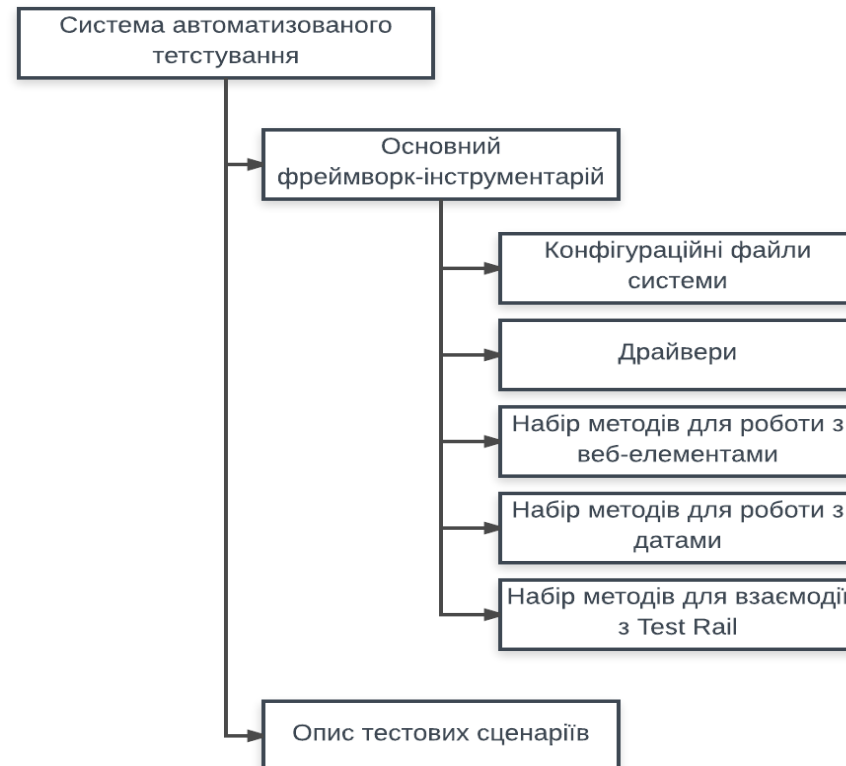 Система автоматизованого
тетстування
Основний
фреймворк-інструментарій
Конфігураційні файли
системи
Драйвери
Набір методів для роботи з
веб-елементами
Набір методів для роботи з
датами
Набір методів для взаємодії
з Test Rail
Опис тестових сценаріїв